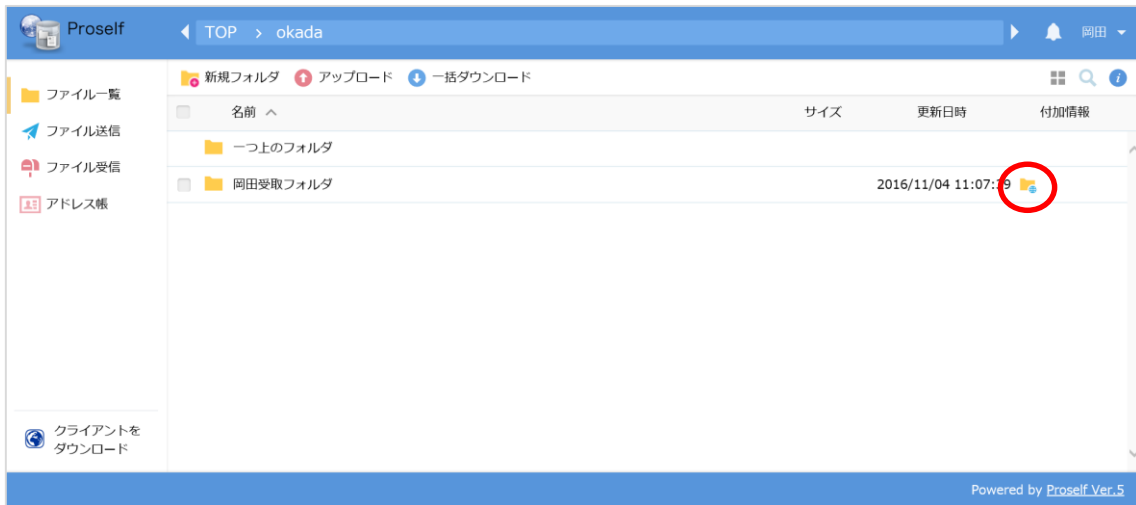 Proself
TOP > okada
岡田
ファイル一覧
ファイル送信
ファイル受信
アドレス帳
クライアントを
ダウンロード
新規フォルダ アップロード 一括ダウンロード
名前 サイズ 更新日時 付加情報
一つ上のフォルダ
岡田受取フォルダ 2016/11/04 11:07:39
Powered by Proself Ver.5